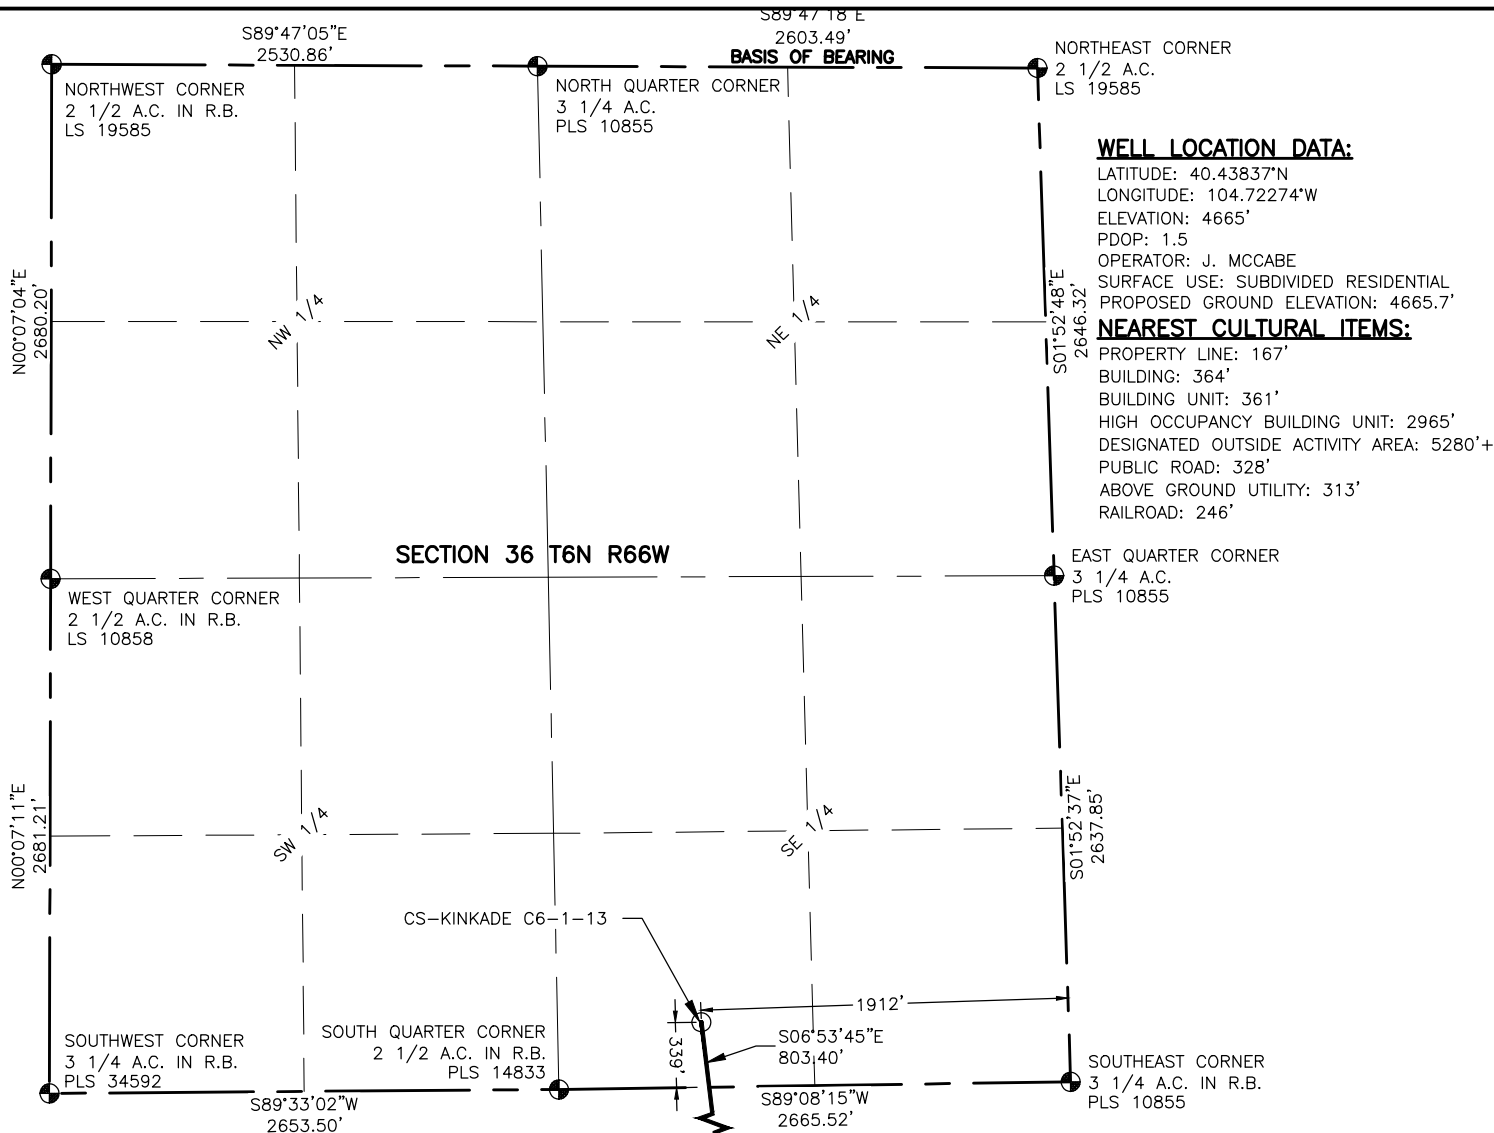 S89°47'05"E
2530.86'
S89°47'18"E
2603.49'
BASIS OF BEARING
NORTHWEST CORNER
2 1/2 A.C. IN R.B.
LS 19585
NORTH QUARTER CORNER
3 1/4 A.C.
PLS 10855
NORTHEAST CORNER
2 1/2 A.C.
LS 19585
WELL LOCATION DATA:
LATITUDE: 40.43837°N
LONGITUDE: 104.72274°W
ELEVATION: 4665'
PDOP: 1.5
OPERATOR: J. MCCABE
SURFACE USE: SUBDIVIDED RESIDENTIAL
PROPOSED GROUND ELEVATION: 4665.7'
NEAREST CULTURAL ITEMS:
PROPERTY LINE: 167'
BUILDING: 364'
BUILDING UNIT: 361'
HIGH OCCUPANCY BUILDING UNIT: 2965'
DESIGNATED OUTSIDE ACTIVITY AREA: 5280'+
PUBLIC ROAD: 328'
ABOVE GROUND UTILITY: 313'
RAILROAD: 246'
N00°07'04"E
2680.20'
NW 1/4
NE 1/4
S01°52'48"E
2646.32'
SECTION 36 T6N R66W
WEST QUARTER CORNER
2 1/2 A.C. IN R.B.
LS 10858
EAST QUARTER CORNER
3 1/4 A.C.
PLS 10855
N00°07'11"E
2681.21'
SW 1/4
SE 1/4
S01°52'37"E
2637.85'
CS-KINKADE C6-1-13
1912'
339'
S06°53'45"E
803.40'
SOUTHWEST CORNER
3 1/4 A.C. IN R.B.
PLS 34592
SOUTH QUARTER CORNER
2 1/2 A.C. IN R.B.
PLS 14833
SOUTHEAST CORNER
3 1/4 A.C. IN R.B.
PLS 10855
S89°33'02"W
2653.50'
S89°08'15"W
2665.52'